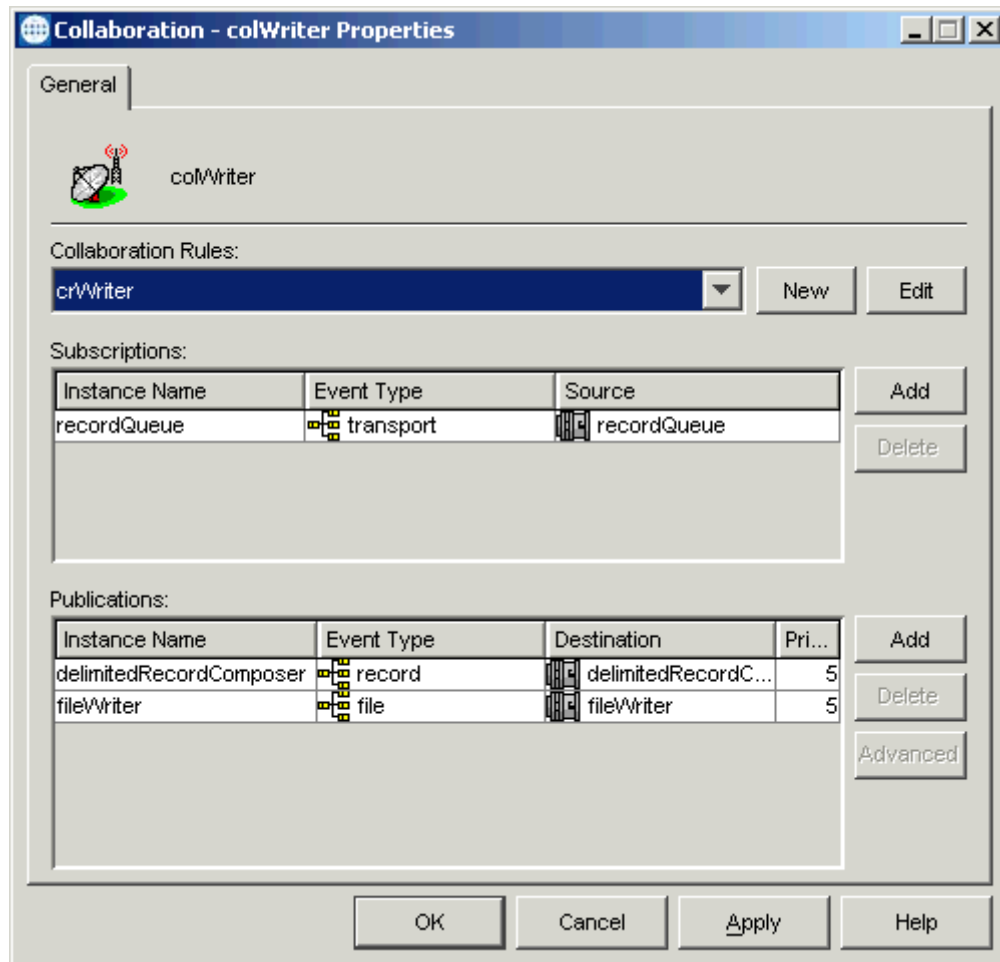 Collaboration - colWriter Properties
General
colWriter
Collaboration Rules:
crWriter New Edit
Subscriptions:
Instance Name Event Type Source Add
recordQueue transport recordQueue
Delete
Publications:
Instance Name Event Type Destination Pri... Add
delimitedRecordComposer record delimitedRecordC... 5
fileWriter file fileWriter 5 Delete
Advanced
OK Cancel Apply Help